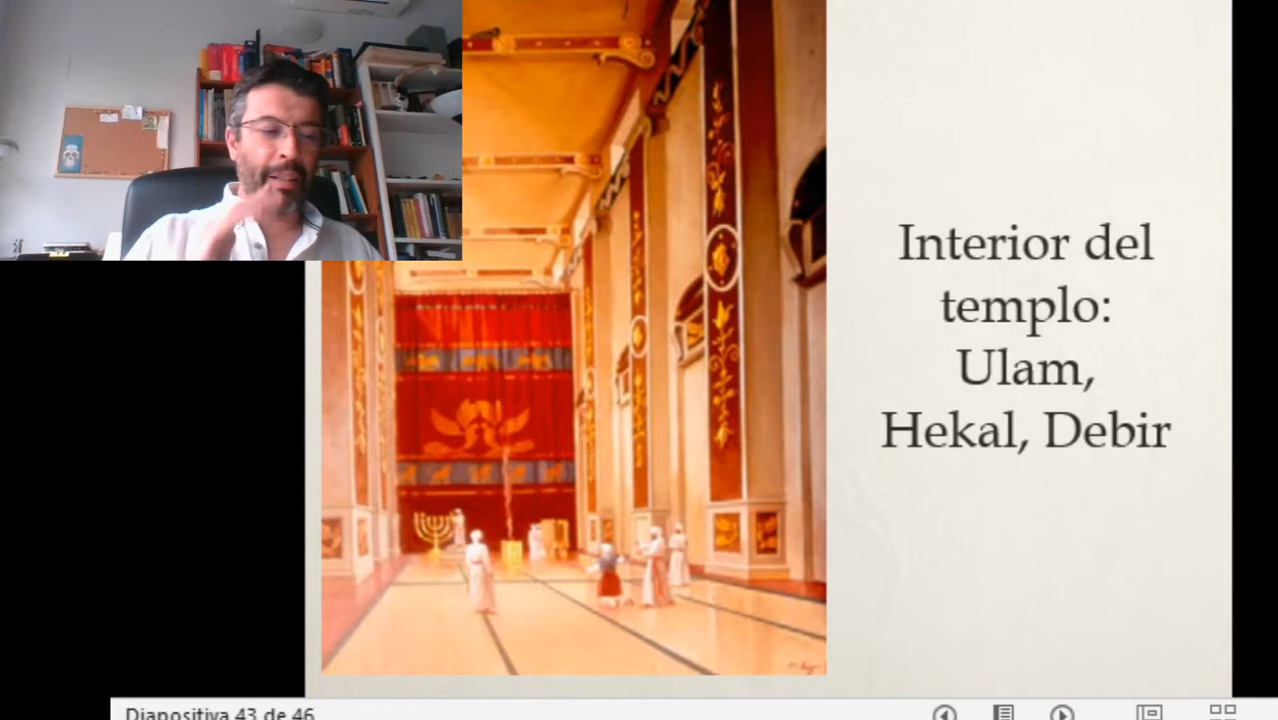 Interior del
templo:
Ulam,
Hekal, Debir
Diapositiva 43 de 46